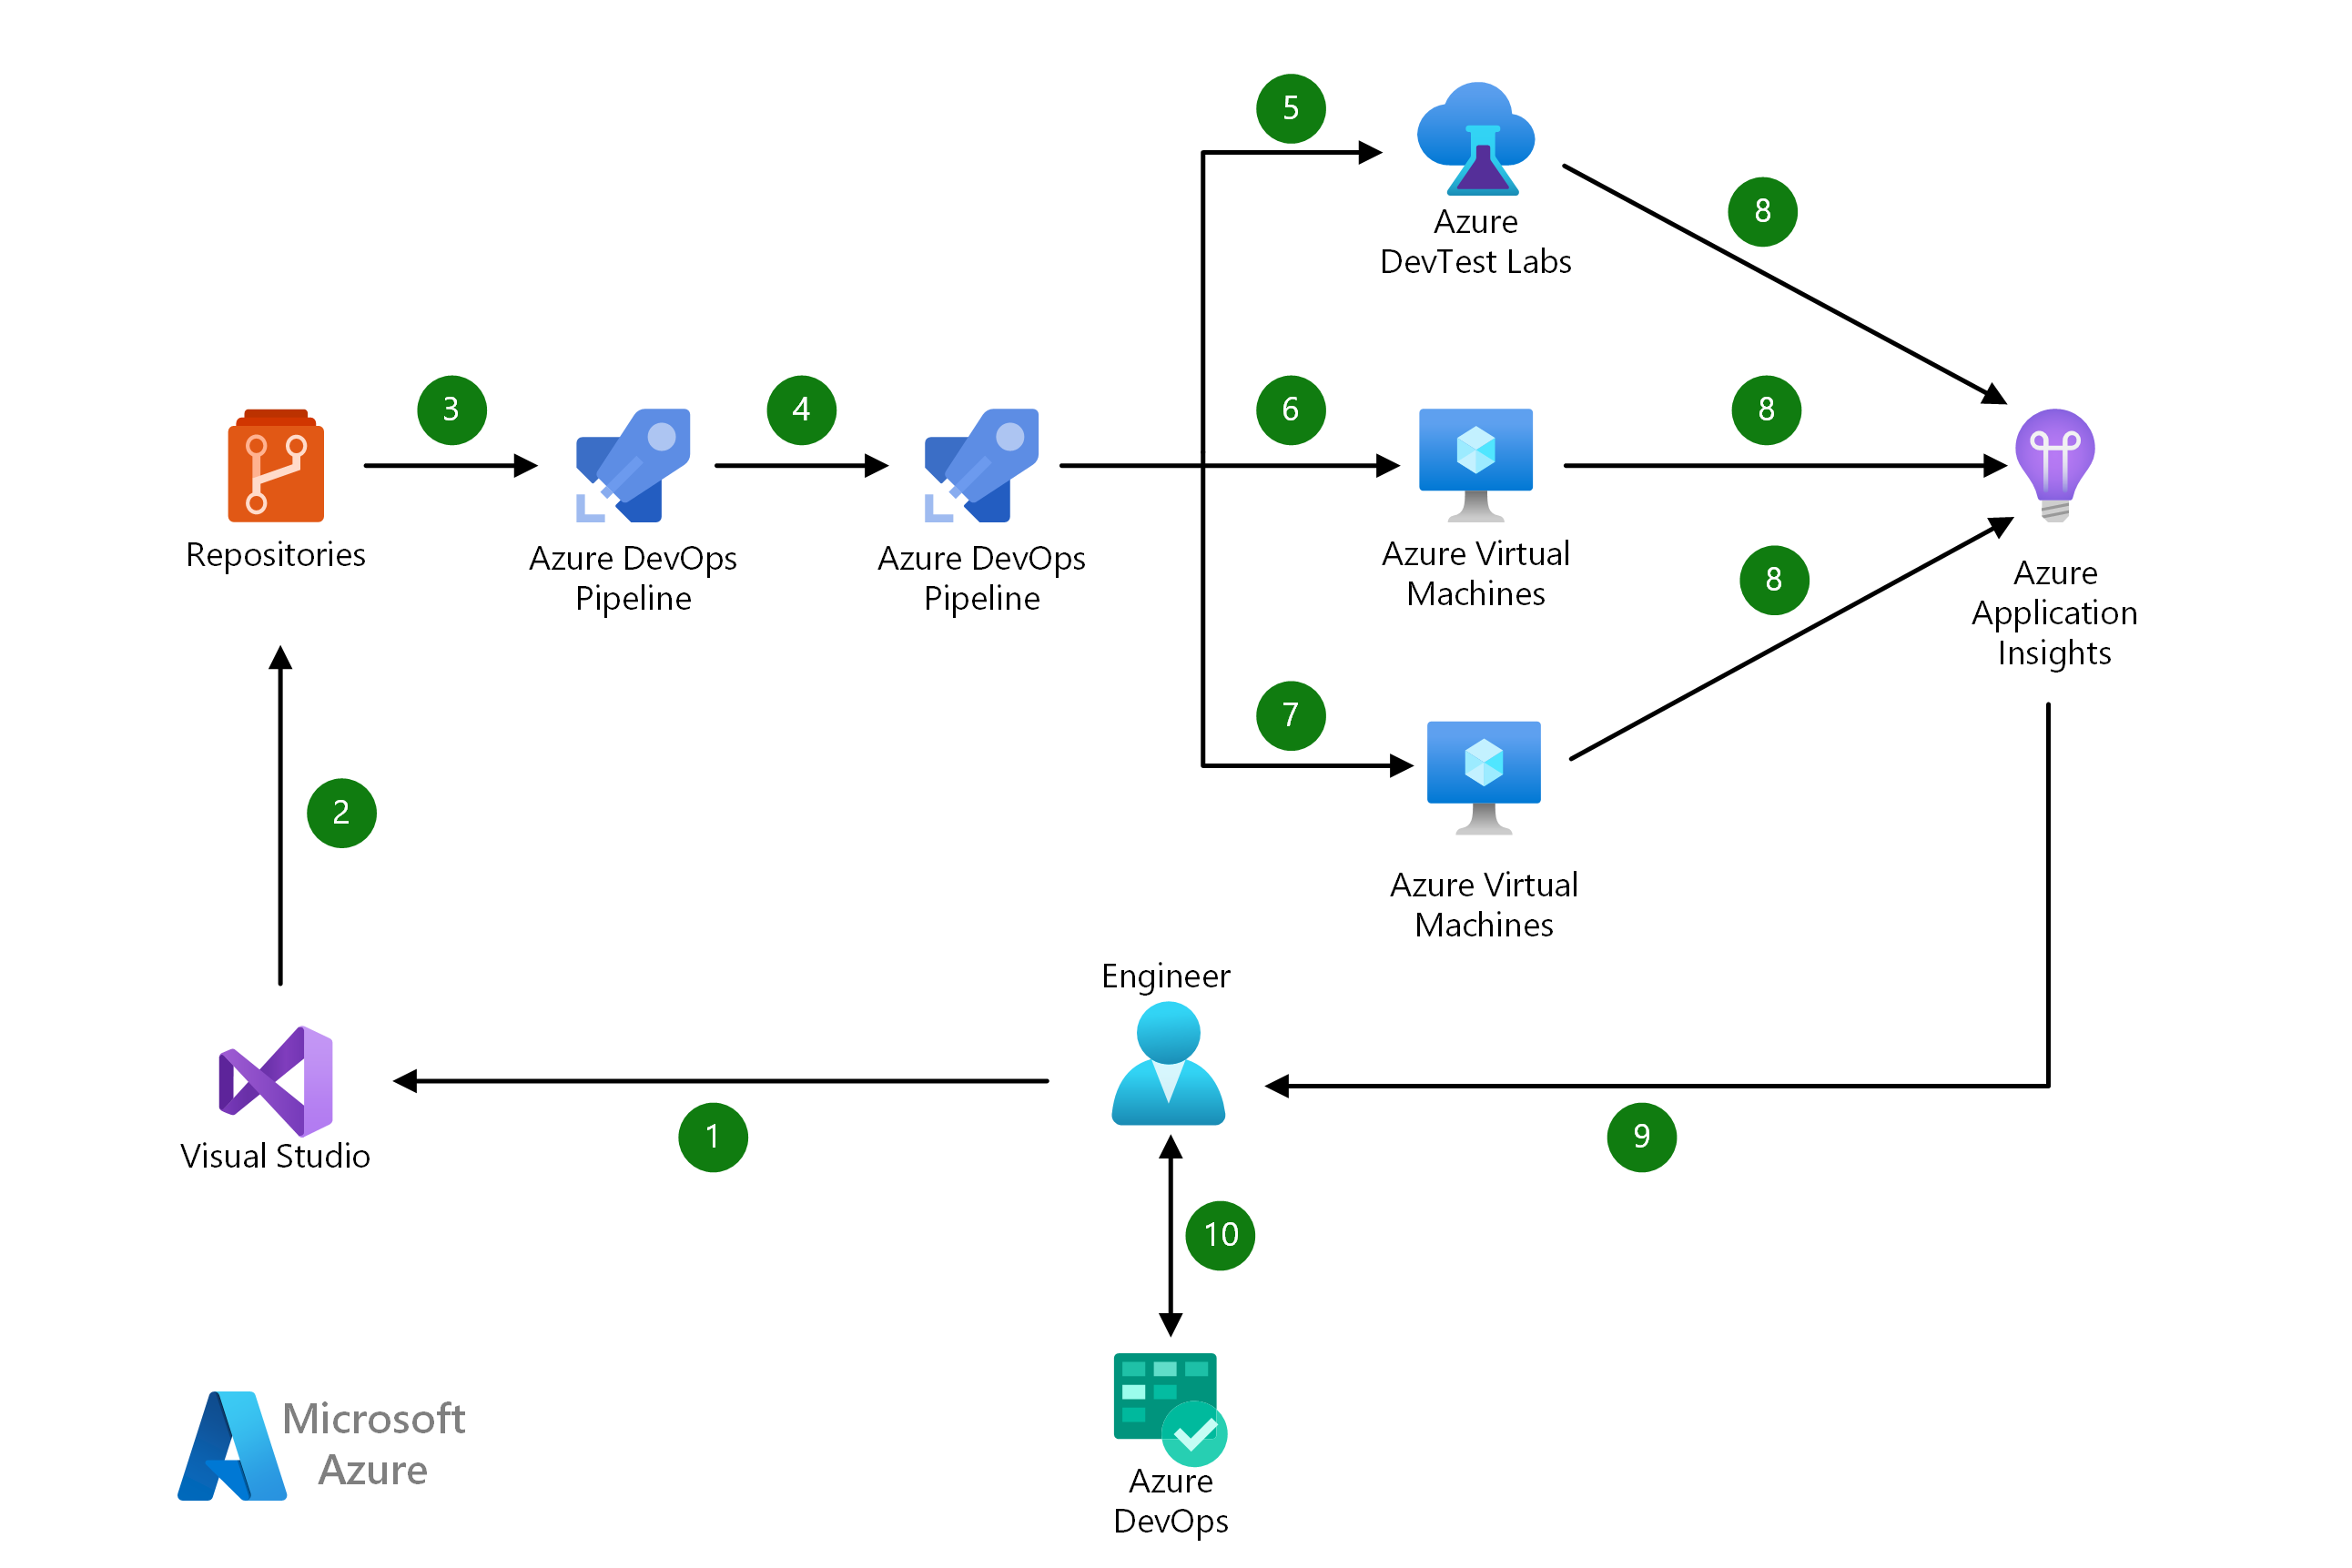 5
Azure
DevTest Labs
8
3
4
6
8
Repositories
Azure DevOps
Pipeline
Azure DevOps
Pipeline
Azure Virtual
Machines
8
Azure
Application
Insights
7
2
Azure Virtual
Machines
Engineer
Visual Studio
1
9
10
Microsoft
Azure
Azure
DevOps